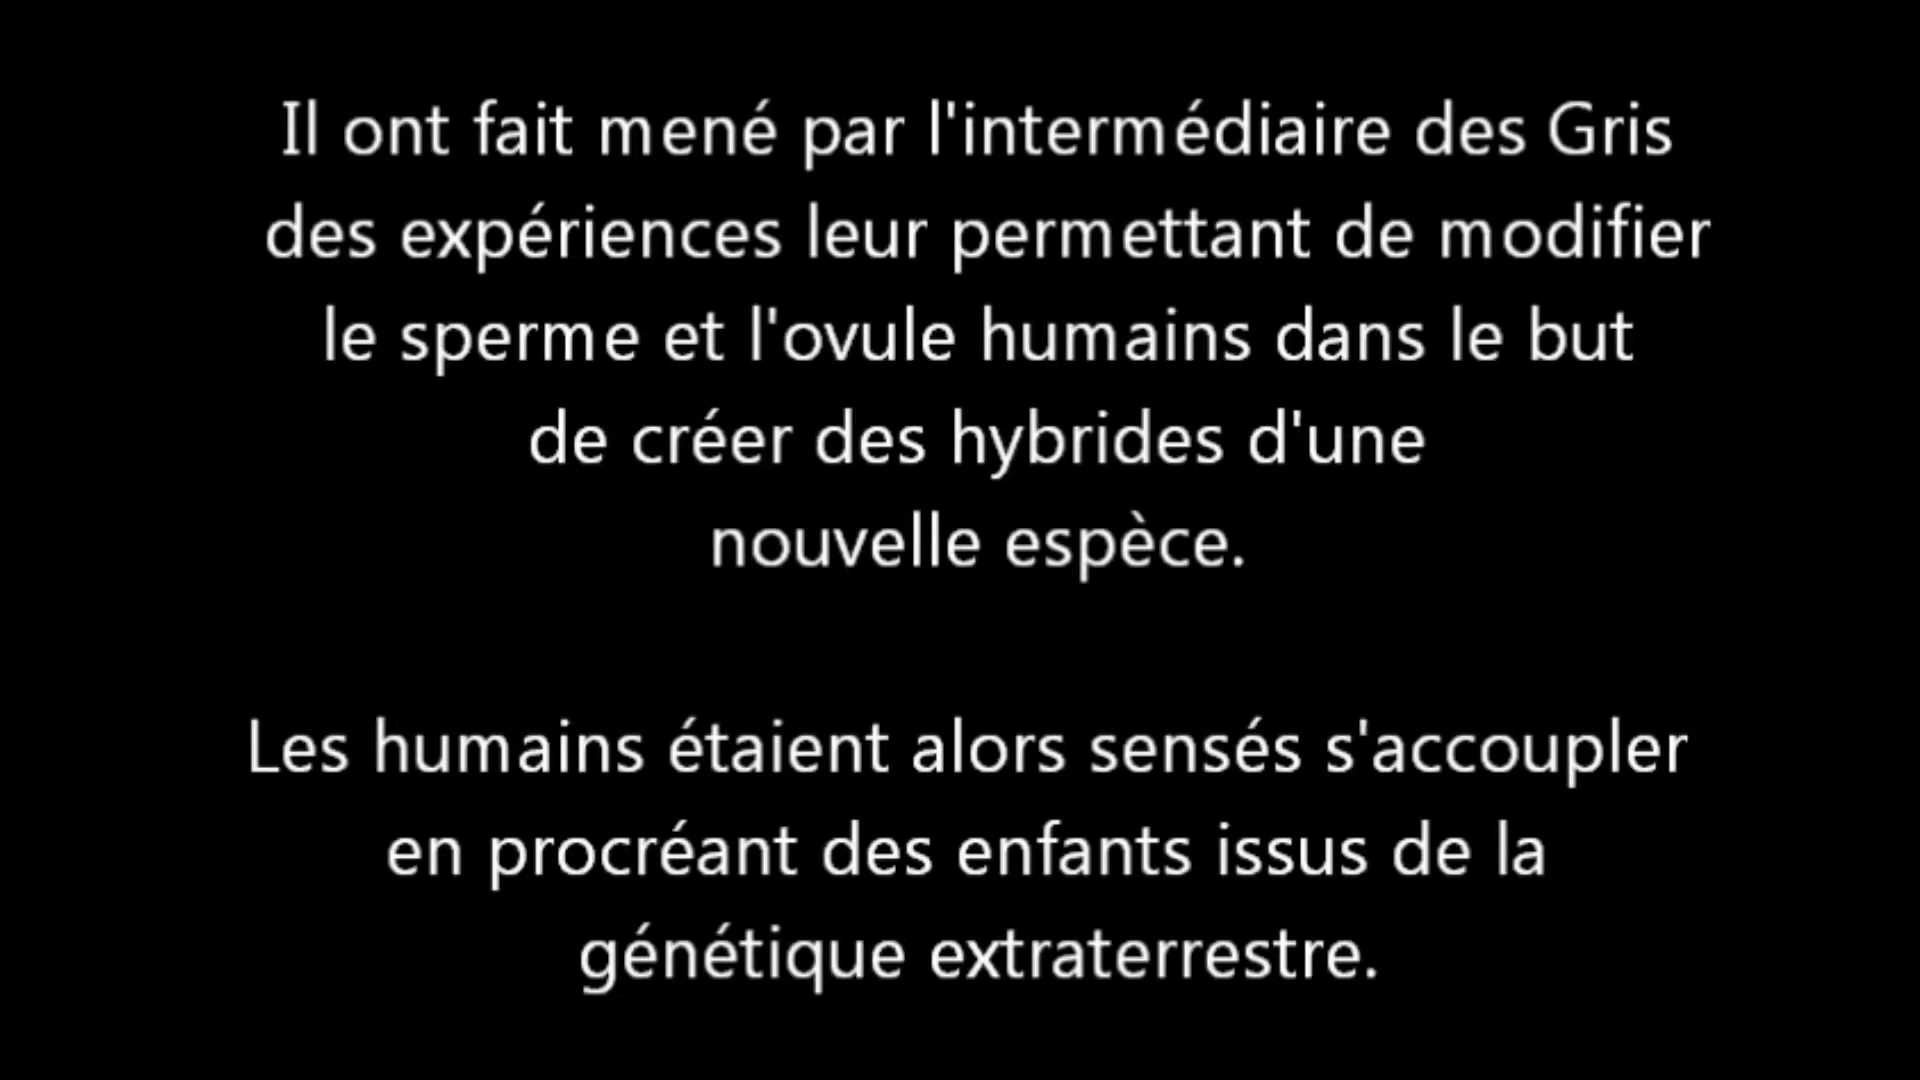 Il ont fait mené par l'intermédiaire des Gris
des expériences leur permettant de modifier
le sperme et l'ovule humains dans le but
de créer des hybrides d'une
nouvelle espèce.
Les humains étaient alors sensés s'accoupler
en procréant des enfants issus de la
génétique extraterrestre.